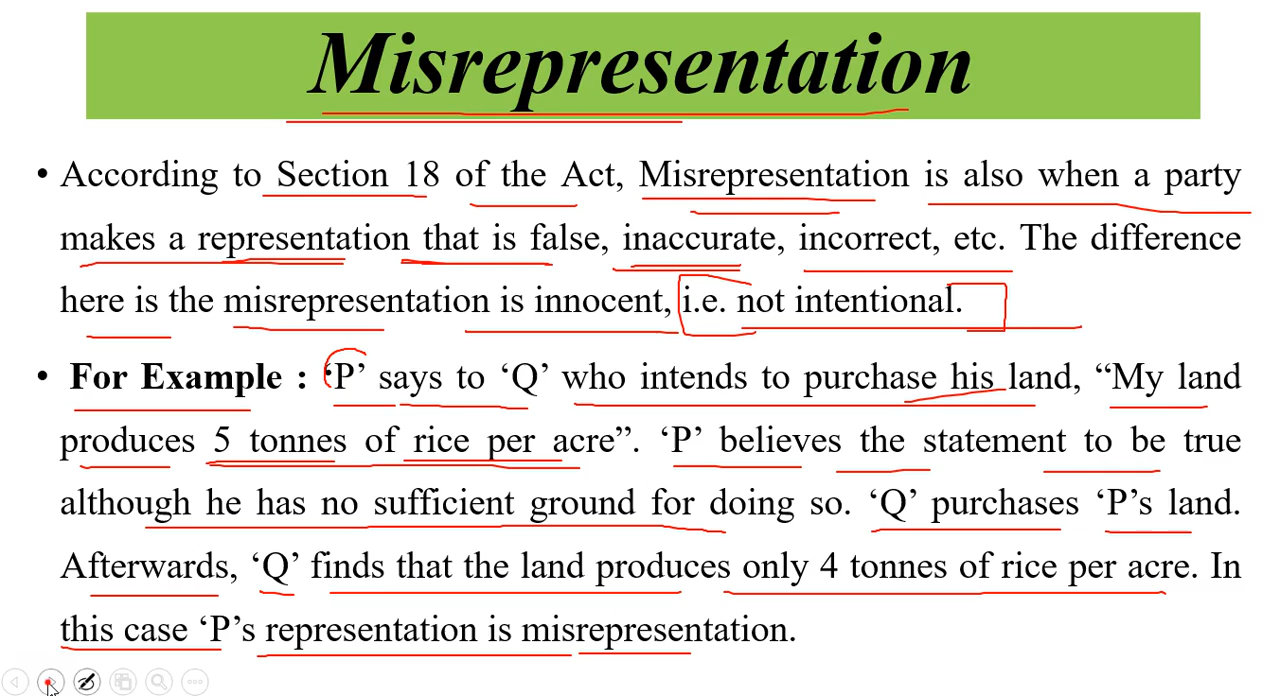 Misrepresentation
• According to Section 18 of the Act, Misrepresentation is also when a party
makes a representation that is false, inaccurate, incorrect, etc. The difference
here is the misrepresentation is innocent, i.e. not intentional.
• For Example : ‘P’ says to ‘Q’ who intends to purchase his land, “My land
produces 5 tonnes of rice per acre”. ‘P’ believes the statement to be true
although he has no sufficient ground for doing so. ‘Q’ purchases ‘P’s land.
Afterwards, ‘Q’ finds that the land produces only 4 tonnes of rice per acre. In
this case ‘P’s representation is misrepresentation.